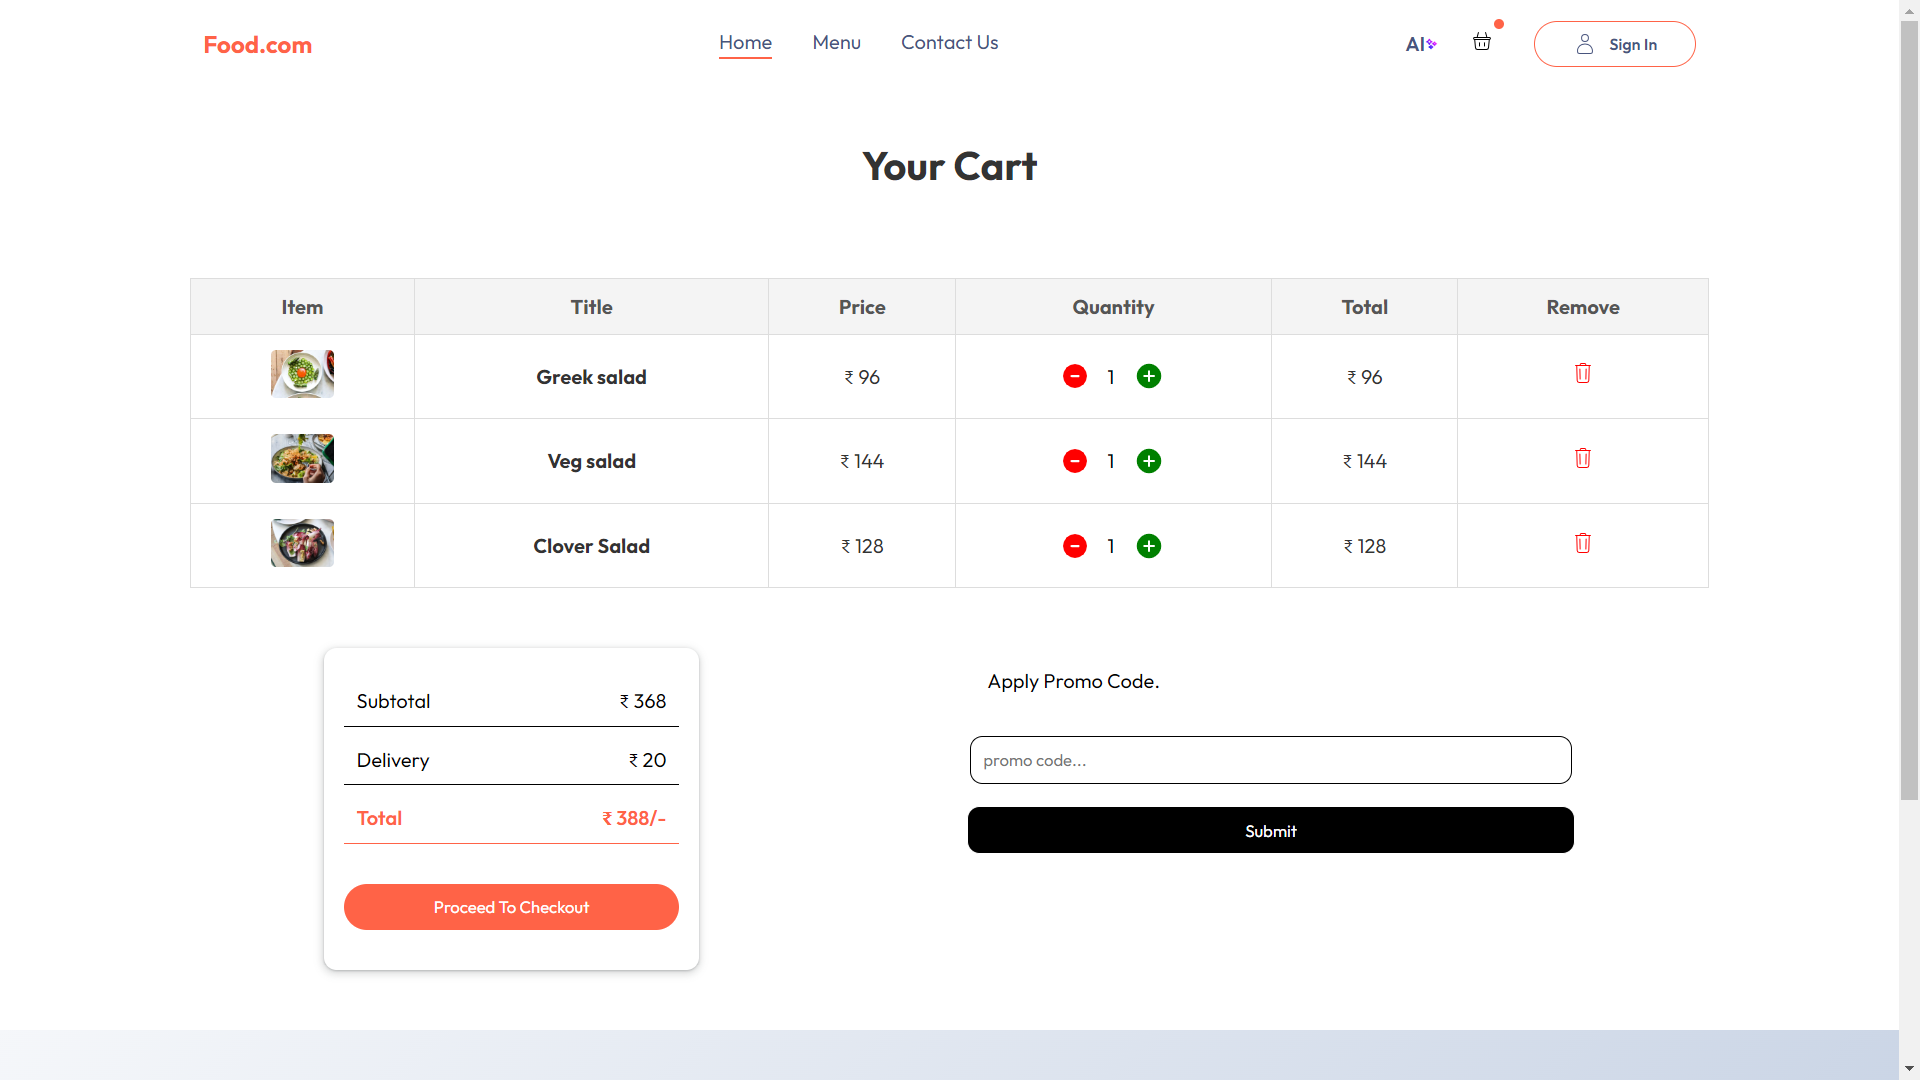 Food.com
Home Menu Contact Us
AI
Sign In
Your Cart
Item Title Price Quantity Total Remove
Greek salad ₹ 96 1 ₹ 96
Veg salad ₹ 144 1 ₹ 144
Clover Salad ₹ 128 1 ₹ 128
Subtotal ₹ 368
Delivery ₹ 20
Total ₹ 388/-
Proceed To Checkout
Apply Promo Code.
promo code...
Submit